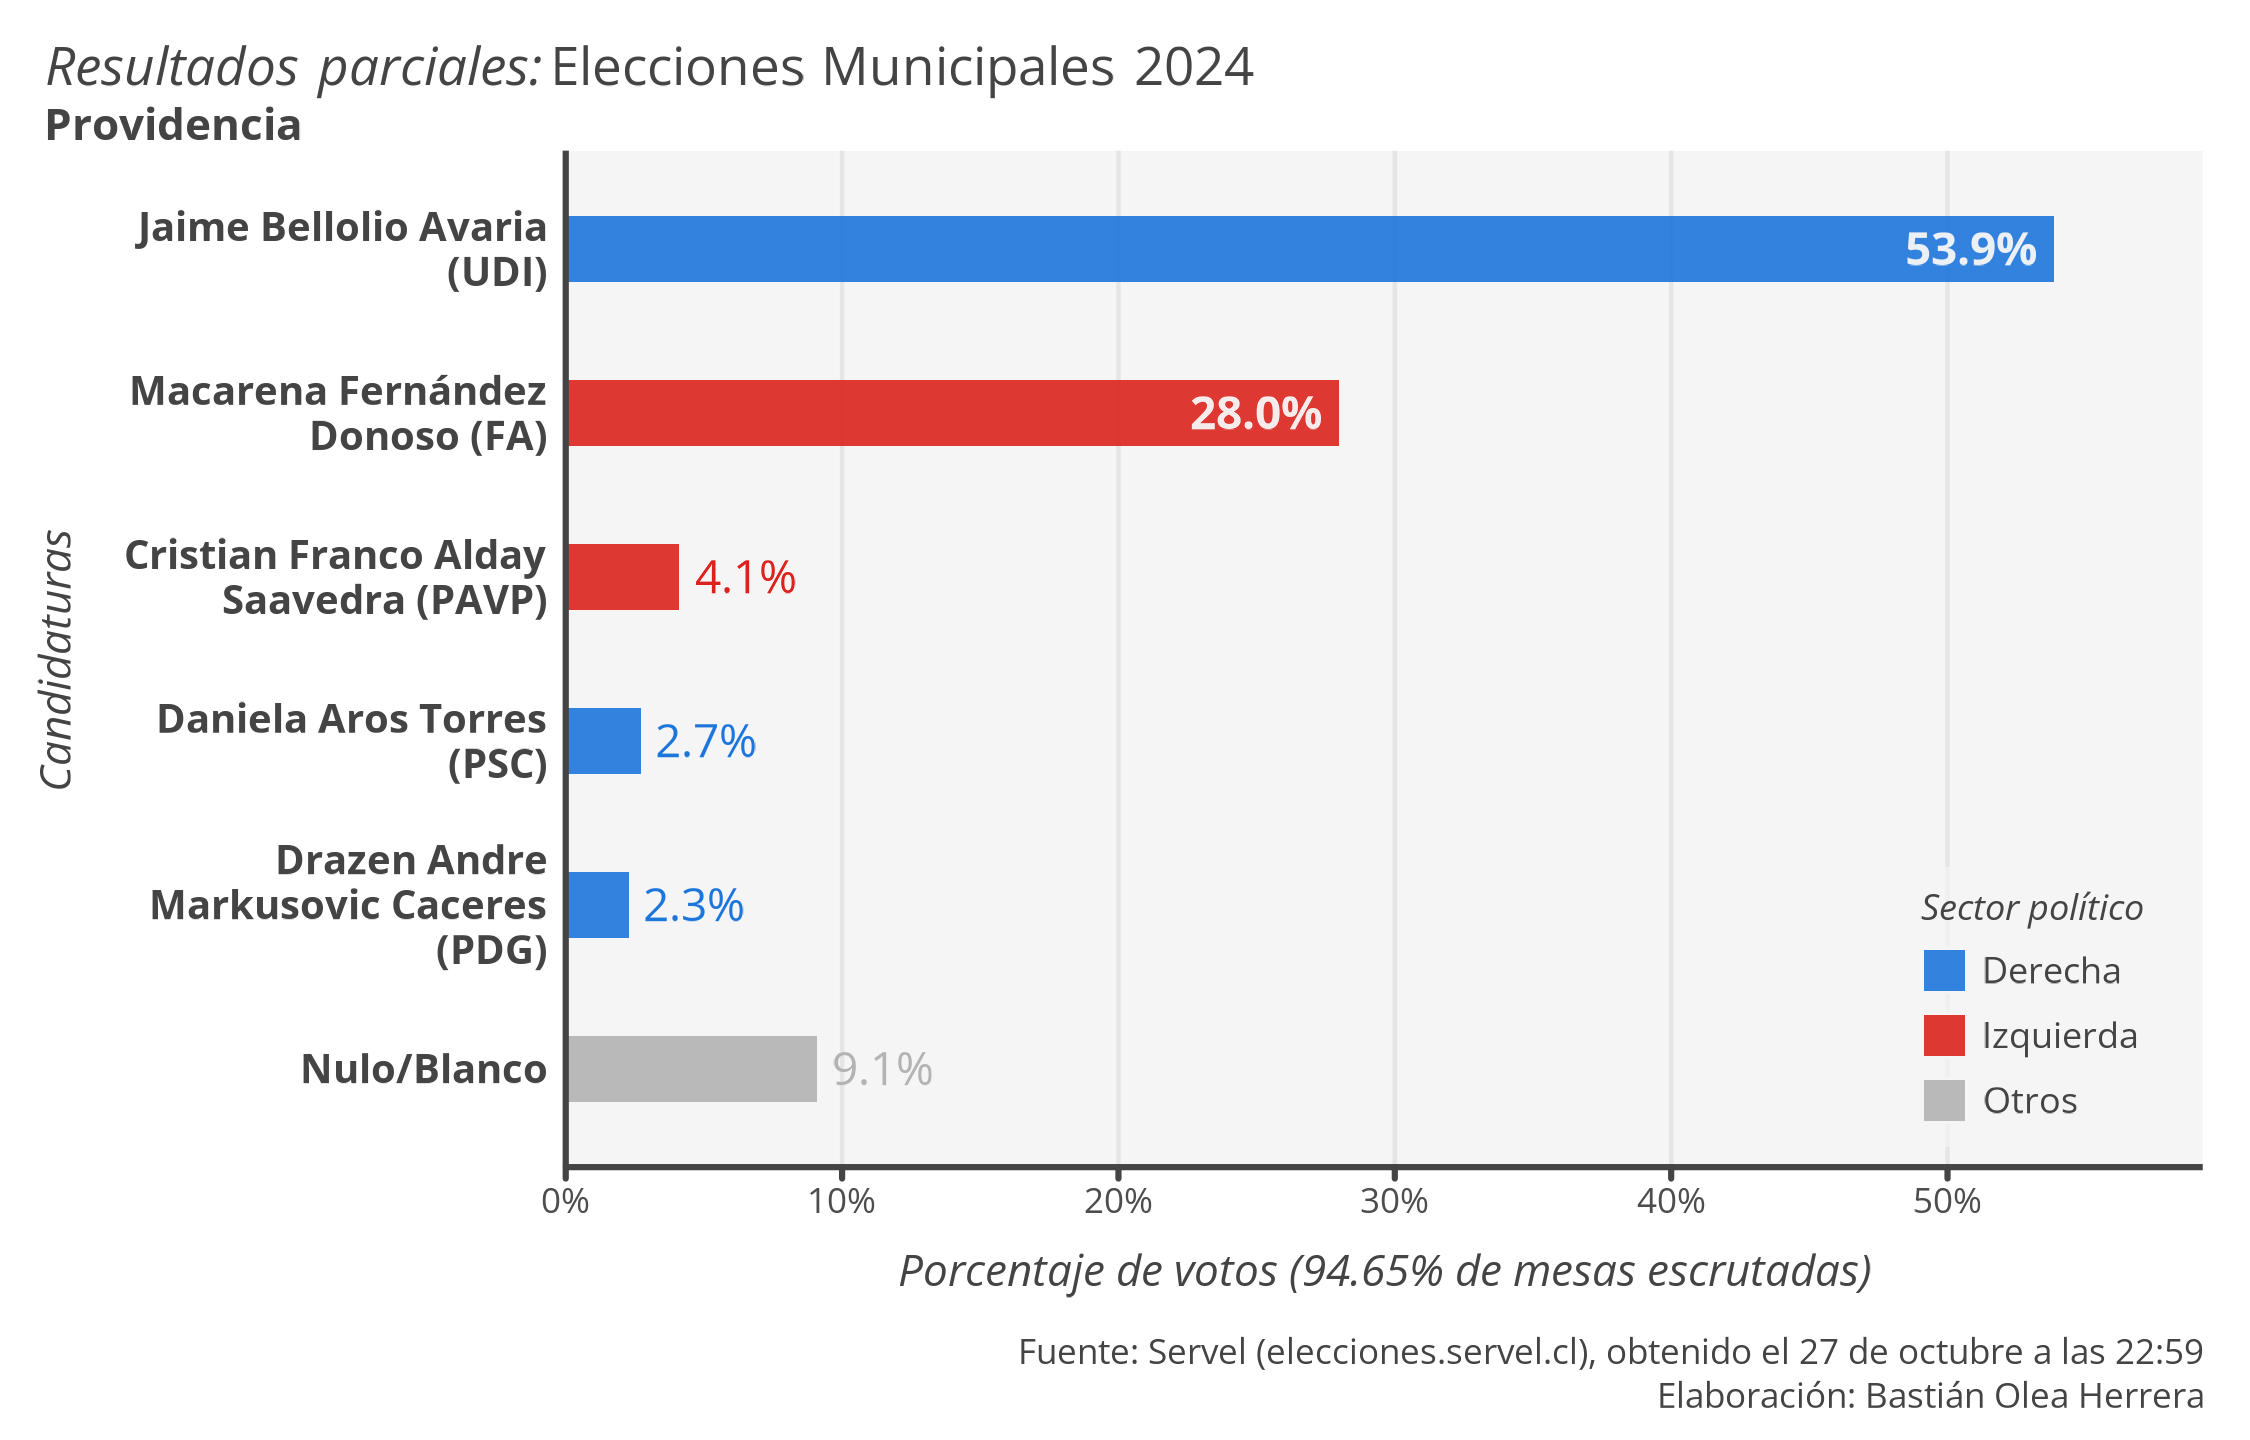 Resultados parciales: Elecciones Municipales 2024
Providencia
Candidaturas
Jaime Bellolio Avaria
(UDI)
53.9%
Macarena Fernández
Donoso (FA)
28.0%
Cristian Franco Alday
Saavedra (PAVP)
4.1%
Daniela Aros Torres
(PSC)
2.7%
Drazen Andre
Markusovic Caceres
(PDG)
2.3%
Nulo/Blanco
9.1%
Sector político
Derecha
Izquierda
Otros
0% 10% 20% 30% 40% 50%
Porcentaje de votos (94.65% de mesas escrutadas)
Fuente: Servel (elecciones.servel.cl), obtenido el 27 de octubre a las 22:59
Elaboración: Bastián Olea Herrera